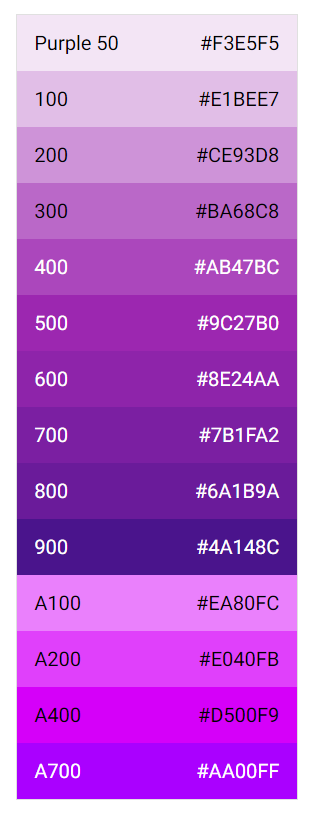 Purple 50 #F3E5F5
100 #E1BEE7
200 #CE93D8
300 #BA68C8
400 #AB47BC
500 #9C27B0
600 #8E24AA
700 #7B1FA2
800 #6A1B9A
900 #4A148C
A100 #EA80FC
A200 #E040FB
A400 #D500F9
A700 #AA00FF